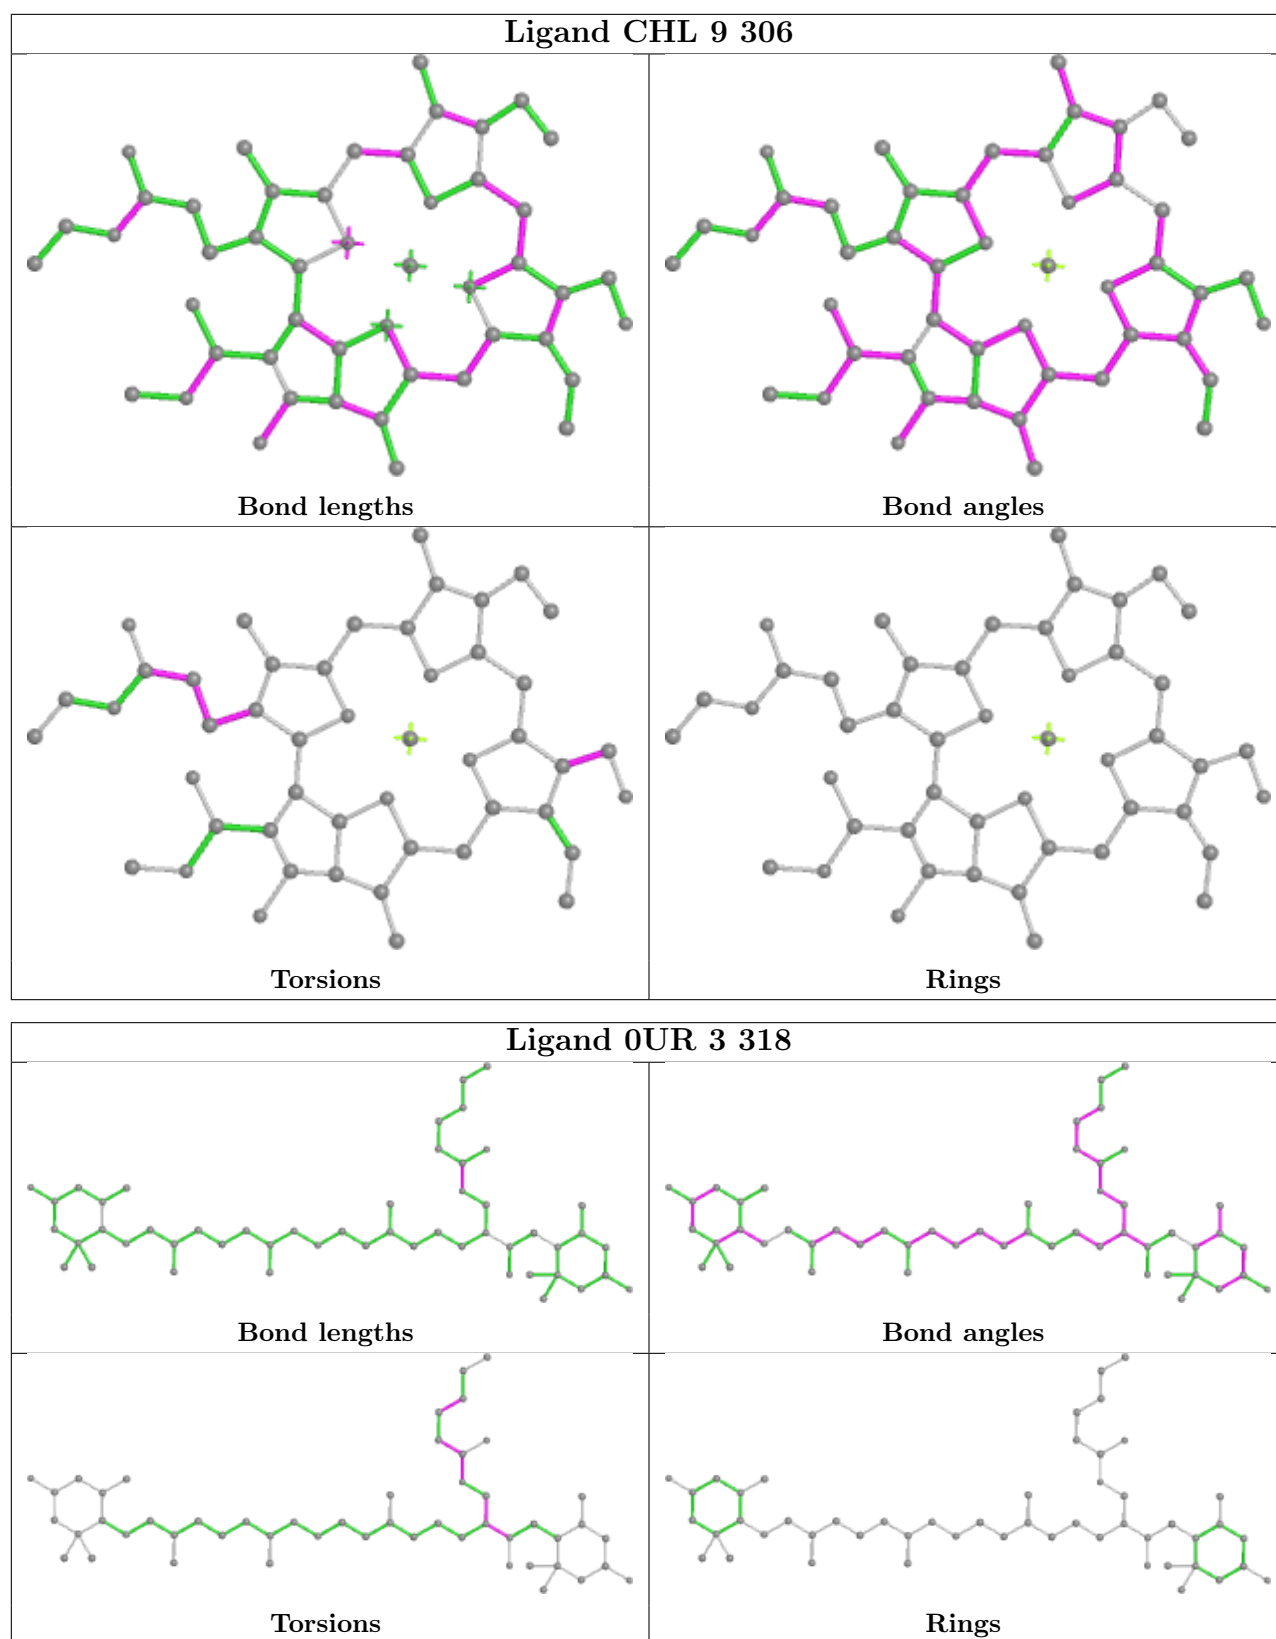 Ligand CHL 9 306
Bond lengths
Bond angles
Torsions
Rings
Ligand 0UR 3 318
Bond lengths
Bond angles
Torsions
Rings